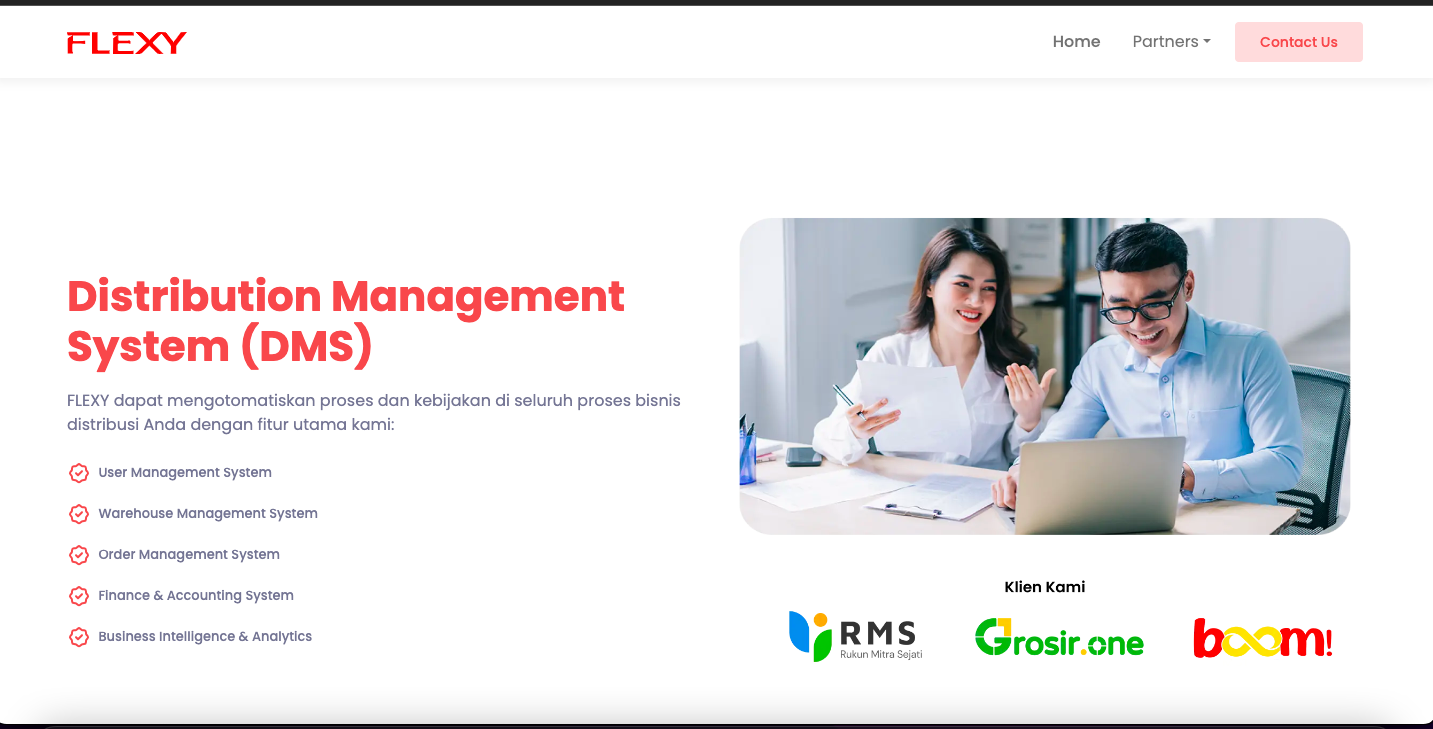 FLEXY
Home
Partners
Contact Us
Distribution Management
System (DMS)
FLEXY dapat mengotomatiskan proses dan kebijakan di seluruh proses bisnis
distribusi Anda dengan fitur utama kami:
User Management System
Warehouse Management System
Order Management System
Finance & Accounting System
Business Intelligence & Analytics
Klien Kami
RMS
Rukun Mitra Sejati
Grosir.one
boom!